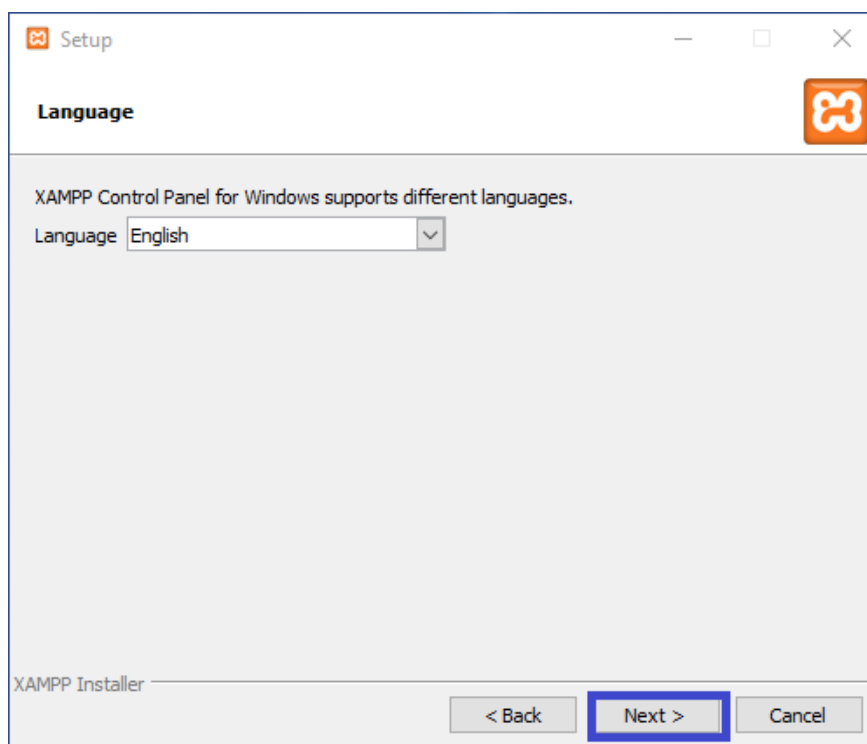 Setup
Language
XAMPP Control Panel for Windows supports different languages.
Language English
XAMPP Installer
< Back Next > Cancel